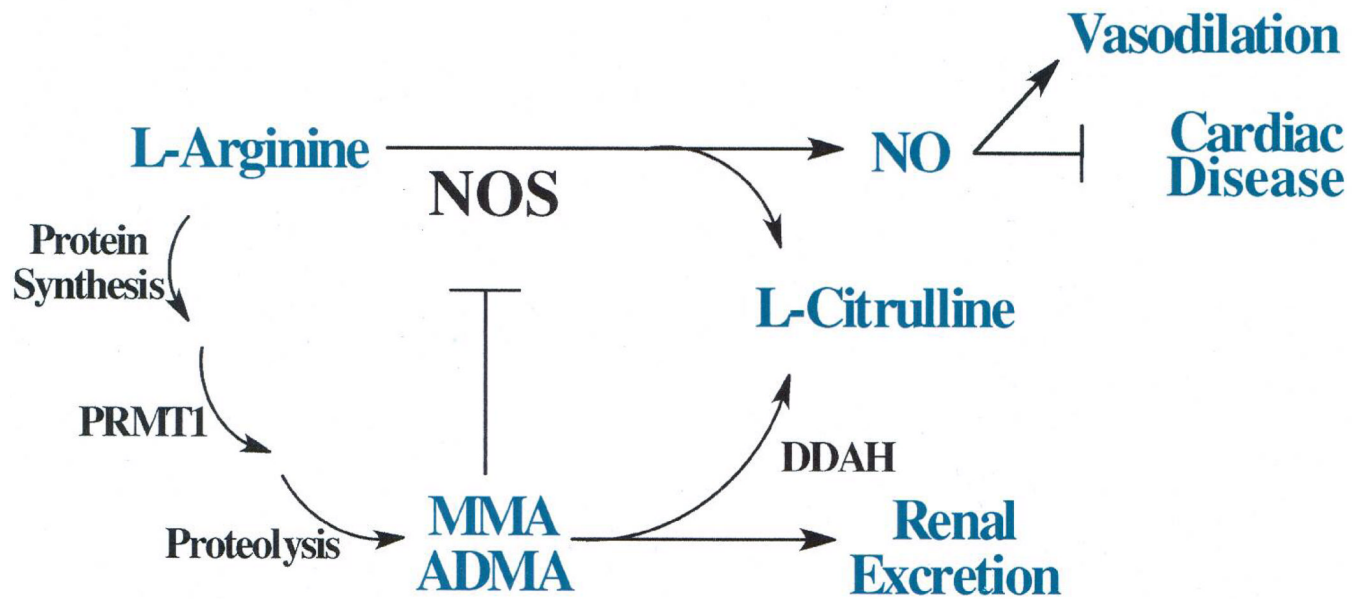 Vasodilation
L-Arginine
NO
Cardiac
Disease
NOS
Protein
Synthesis
L-Citrulline
PRMT1
DDAH
MMA
ADMA
Proteolysis
Renal
Excretion